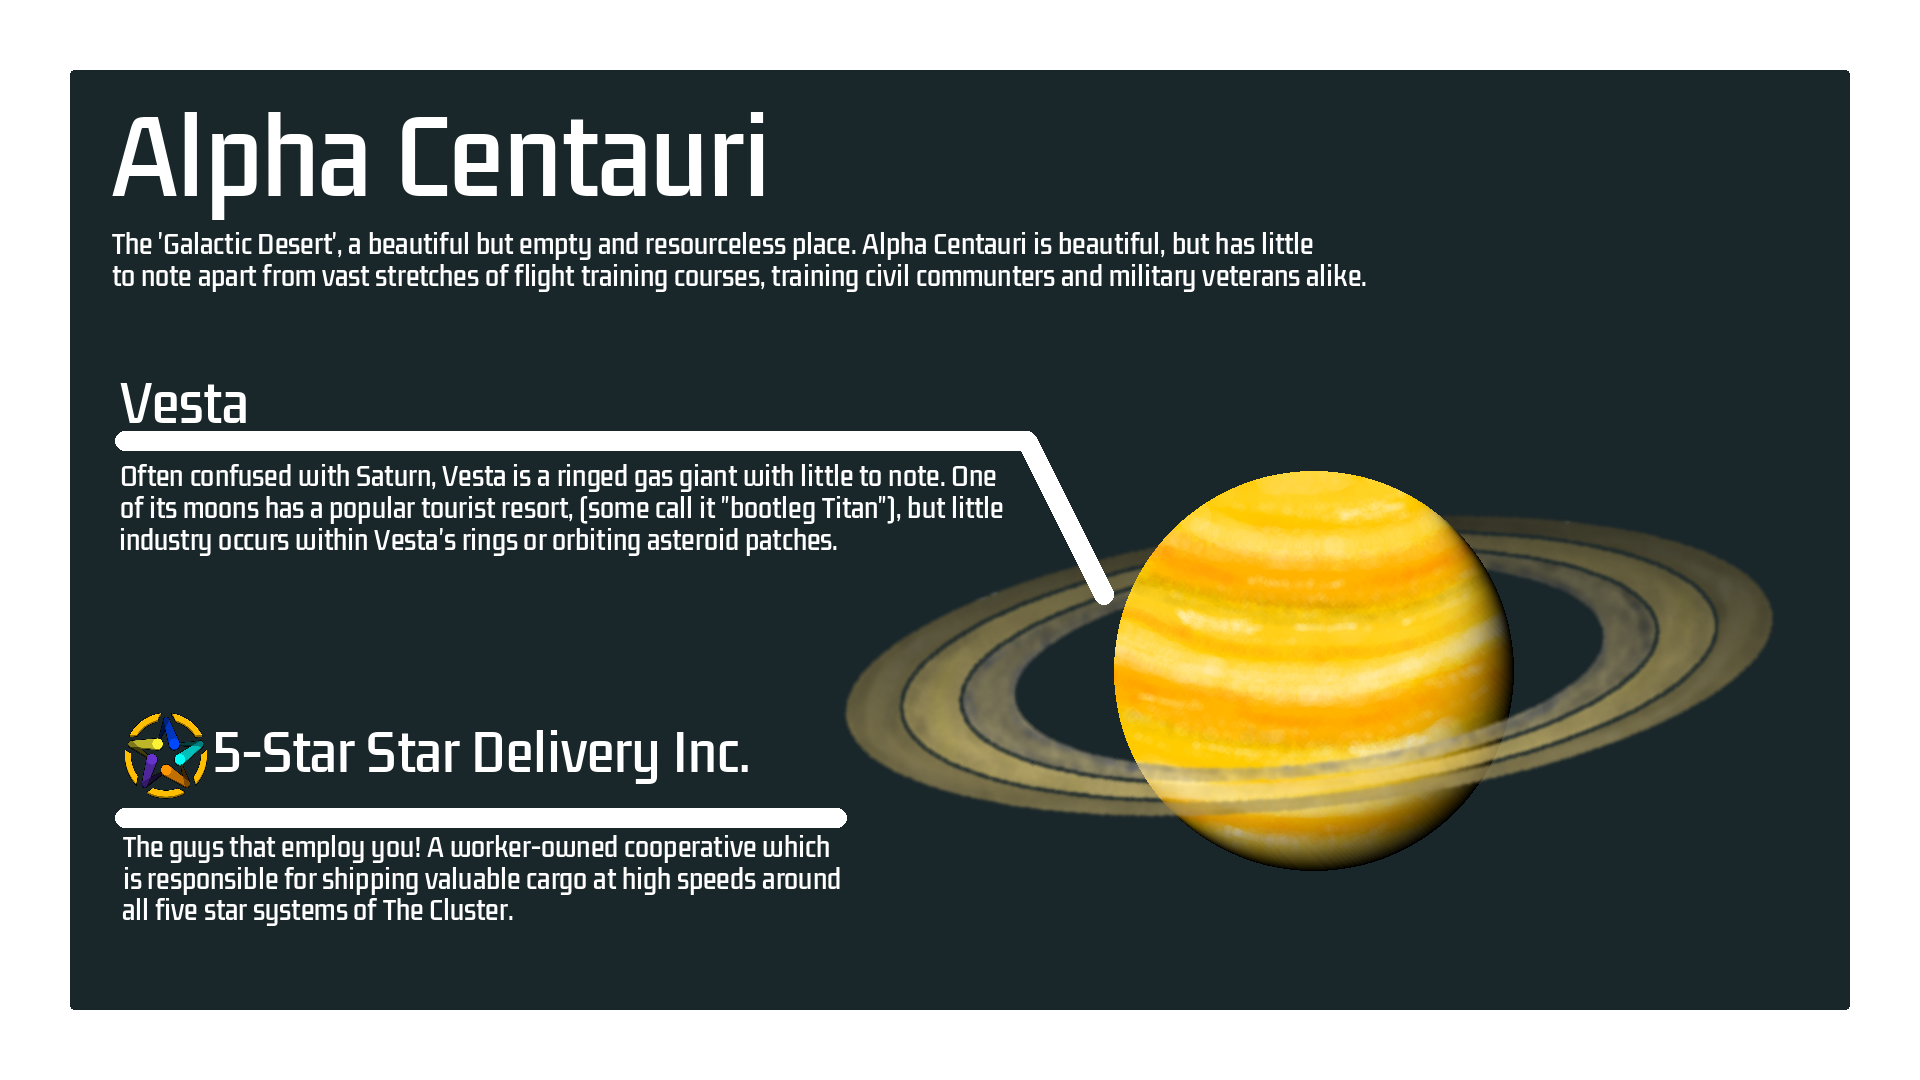 Alpha Centauri
The 'Galactic Desert', a beautiful but empty and resourceless place. Alpha Centauri is beautiful, but has little
to note apart from vast stretches of flight training courses, training civil communters and military veterans alike.
Vesta
Often confused with Saturn, Vesta is a ringed gas giant with little to note. One
of its moons has a popular tourist resort, (some call it "bootleg Titan"), but little
industry occurs within Vesta's rings or orbiting asteroid patches.
5-Star Star Delivery Inc.
The guys that employ you! A worker-owned cooperative which
is responsible for shipping valuable cargo at high speeds around
all five star systems of The Cluster.